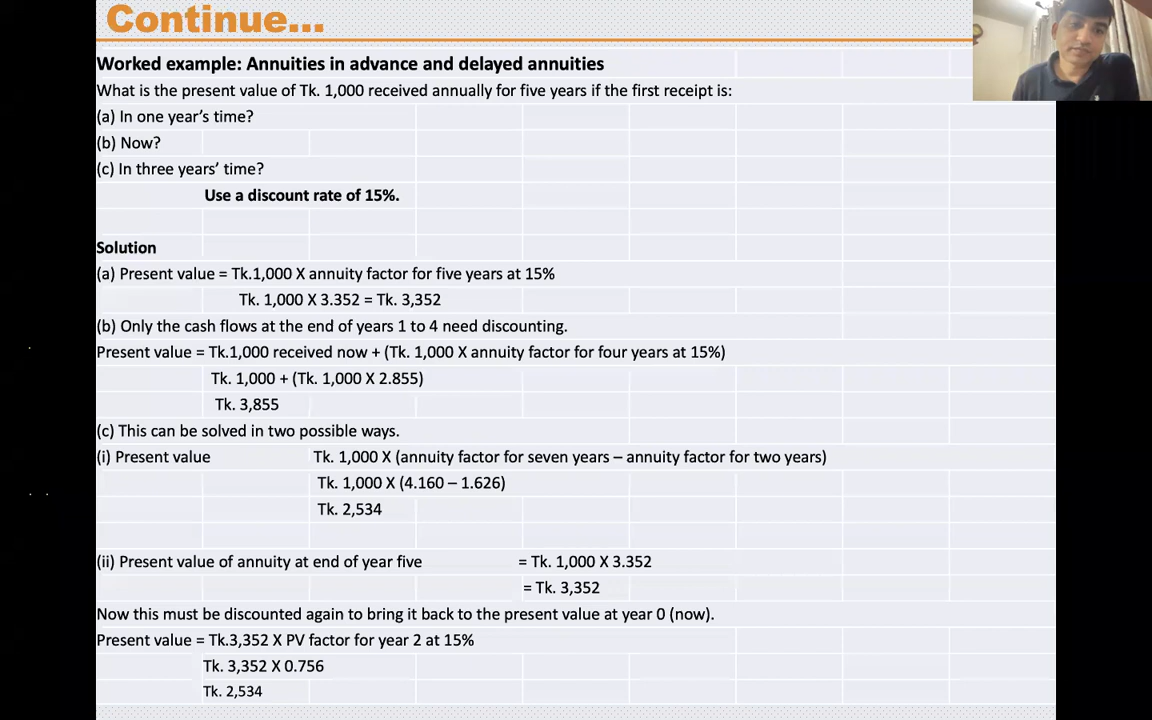 Continue...
Worked example: Annuities in advance and delayed annuities
What is the present value of Tk. 1,000 received annually for five years if the first receipt is:
(a) In one year's time?
(b) Now?
(c) In three years' time?
Use a discount rate of 15%.
Solution
(a) Present value = Tk.1,000 X annuity factor for five years at 15%
Tk. 1,000 X 3.352 = Tk. 3,352
(b) Only the cash flows at the end of years 1 to 4 need discounting.
Present value = Tk.1,000 received now + (Tk. 1,000 X annuity factor for four years at 15%)
Tk. 1,000 + (Tk. 1,000 X 2.855)
Tk. 3,855
(c) This can be solved in two possible ways.
(i) Present value Tk. 1,000 X (annuity factor for seven years – annuity factor for two years)
Tk. 1,000 X (4.160 – 1.626)
Tk. 2,534
(ii) Present value of annuity at end of year five = Tk. 1,000 X 3.352
= Tk. 3,352
Now this must be discounted again to bring it back to the present value at year 0 (now).
Present value = Tk.3,352 X PV factor for year 2 at 15%
Tk. 3,352 X 0.756
Tk. 2,534